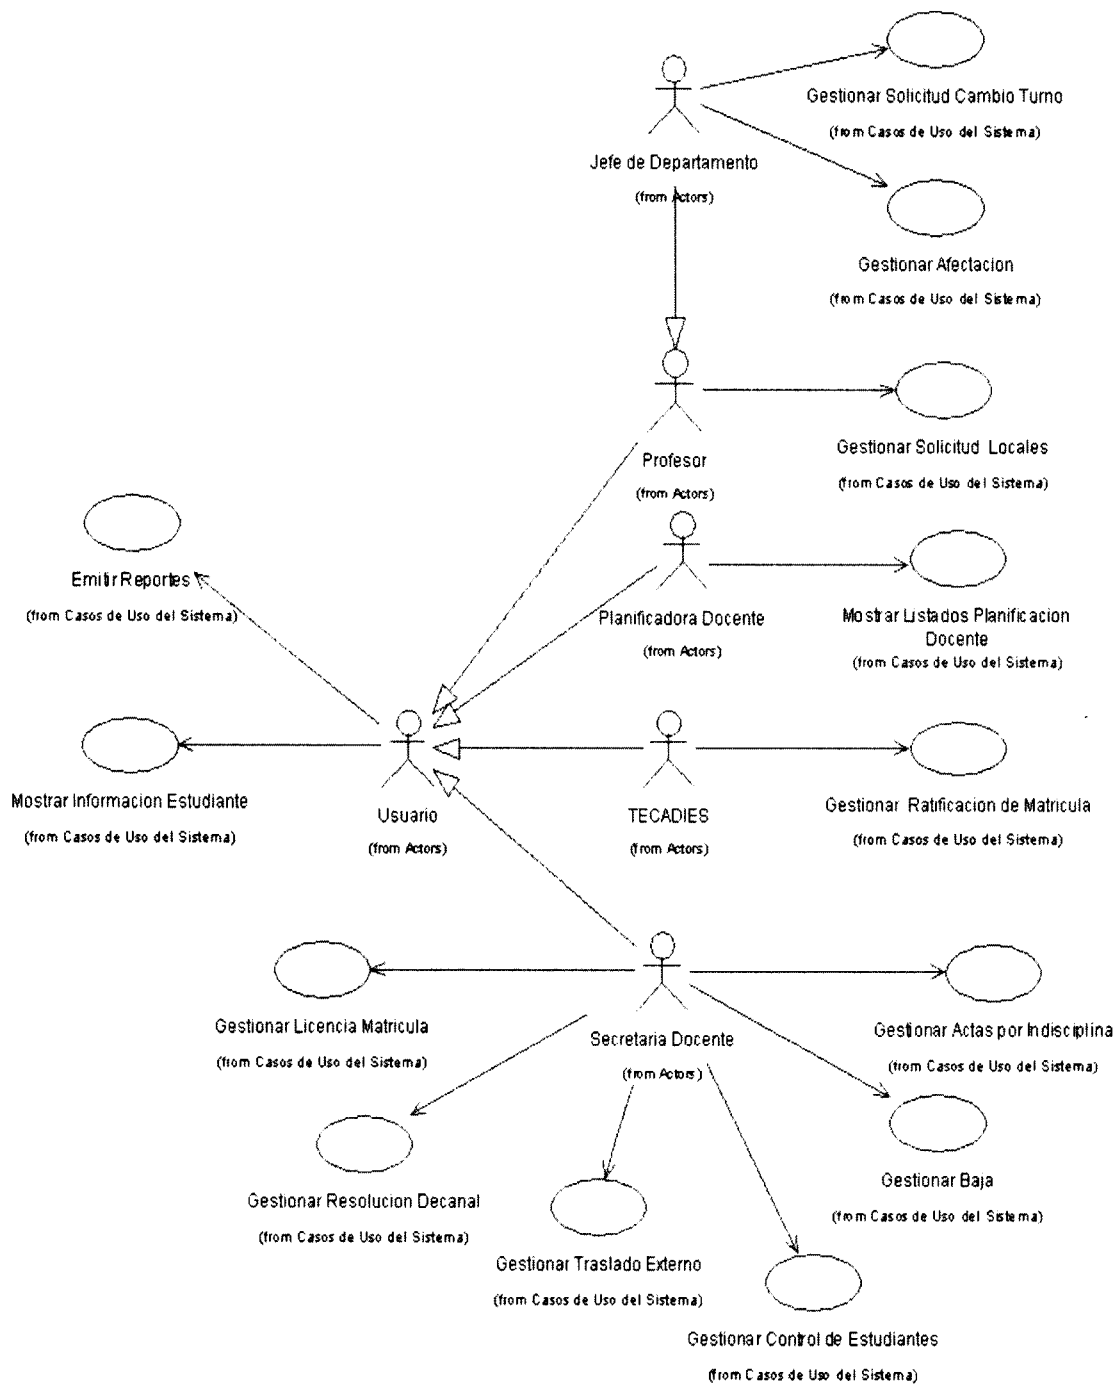 Gestionar Solicitud Cambio Turno
(from Casos de Uso del Sistema)
Jefe de Departamento
(from Actors)
Gestionar Afectacion
(from Casos de Uso del Sistema)
Profesor
(from Actors)
Gestionar Solicitud Locales
(from Casos de Uso del Sistema)
Emitir Reportes
(from Casos de Uso del Sistema)
Planificadora Docente
(from Actors)
Mostrar Listados Planificacion
Docente
(from Casos de Uso del Sistema)
Mostrar Informacion Estudiante
(from Casos de Uso del Sistema)
Usuario
(from Actors)
TECADIES
(from Actors)
Gestionar Ratificacion de Matricula
(from Casos de Uso del Sistema)
Gestionar Licencia Matricula
(from Casos de Uso del Sistema)
Secretaria Docente
(from Actors)
Gestionar Actas por Indisciplina
(from Casos de Uso del Sistema)
Gestionar Resolucion Decanal
(from Casos de Uso del Sistema)
Gestionar Baja
(from Casos de Uso del Sistema)
Gestionar Traslado Externo
(from Casos de Uso del Sistema)
Gestionar Control de Estudiantes
(from Casos de Uso del Sistema)